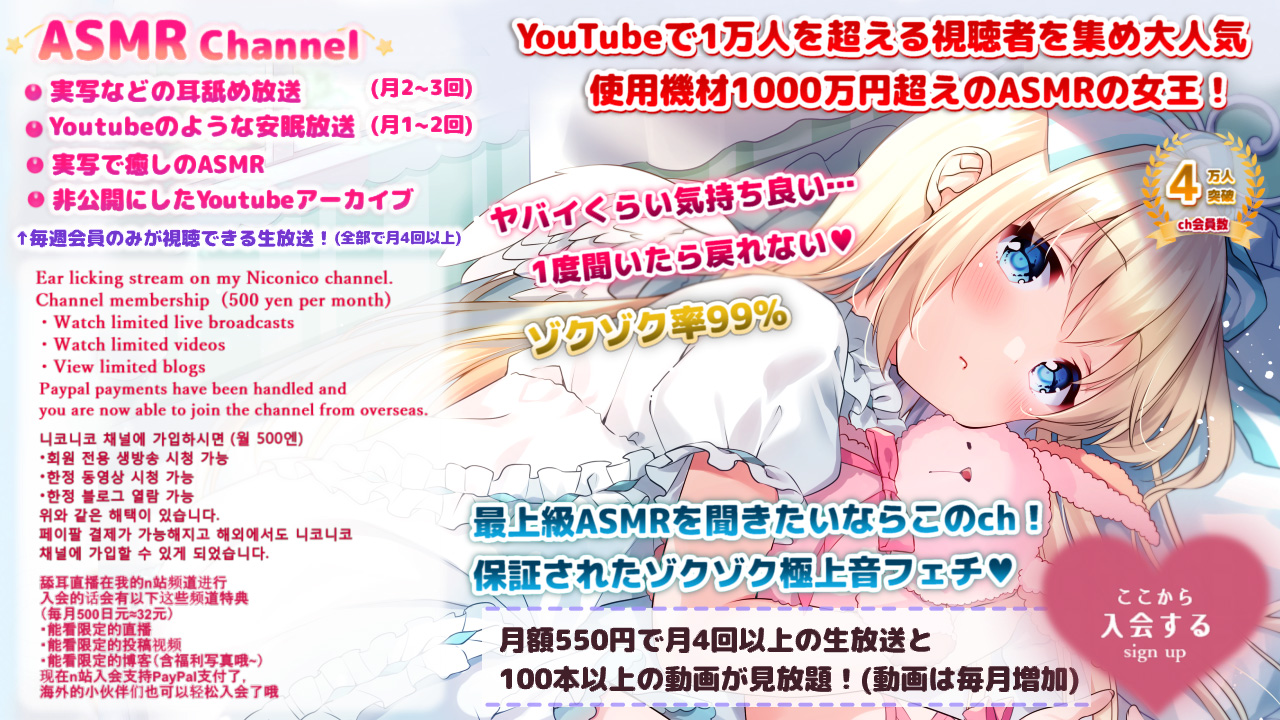 ASMR Channel
実写などの耳舐め放送 (月2~3回)
Youtubeのような安眠放送 (月1~2回)
実写で癒しのASMR
非公開にしたYoutubeアーカイブ
↑毎週会員のみが視聴できる生放送！(全部で月4回以上)
Ear licking stream on my Niconico channel.
Channel membership（500 yen per month）
・Watch limited live broadcasts
・Watch limited videos
・View limited blogs
Paypal payments have been handled and
you are now able to join the channel from overseas.
니코니코 채널에 가입하시면 (월 500엔)
•회원 전용 생방송 시청 가능
•한정 동영상 시청 가능
•한정 블로그 열람 가능
위와 같은 해택이 있습니다.
페이팔 결제가 가능해지고 해외에서도 니코니코
채널에 가입할 수 있게 되었습니다.
舔耳直播在我的n站频道进行
入会的话会有以下这些频道特典
（每月500日元≈32元）
•能看限定的直播
•能看限定的投稿视频
•能看限定的博客（含福利写真哦~）
现在n站入会支持PayPal支付了,
海外的小伙伴们也可以轻松入会了哦
YouTubeで1万人を超える視聴者を集め大人気
使用機材1000万円超えのASMRの女王！
4万人
突破
ch会員数
ヤバイくらい気持ち良い…
1度聞いたら戻れない♥
ゾクゾク率99%
最上級ASMRを聞きたいならこのch！
保証されたゾクゾク極上音フェチ♥
月額550円で月4回以上の生放送と
100本以上の動画が見放題！(動画は毎月増加)
ここから
入会する
sign up